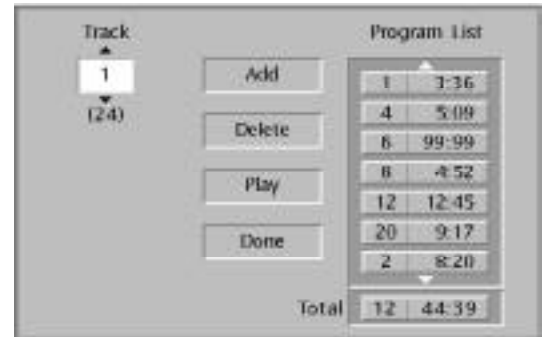 Track
1
(24)
Add
Delete
Play
Done
Program List
1 3:36
4 5:09
6 99:99
8 4:52
12 12:45
20 9:17
2 8:20
Total 12 44:39